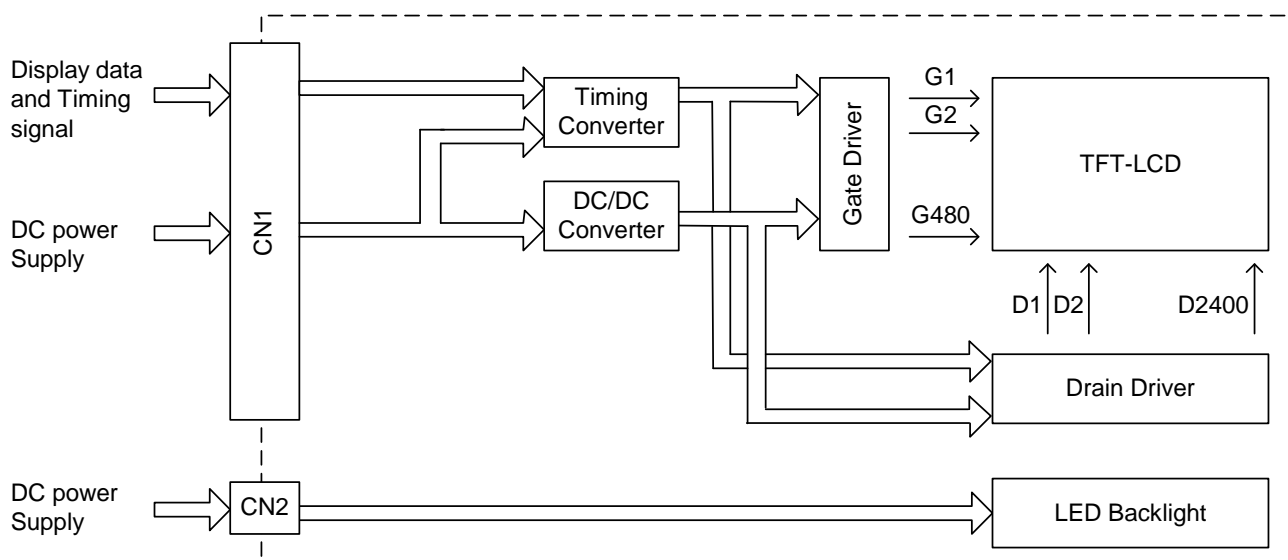 Display data
and Timing
signal
DC power
Supply
CN1
Timing
Converter
DC/DC
Converter
Gate Driver
G1
G2
G480
TFT-LCD
D1 D2 D2400
Drain Driver
DC power
Supply
CN2
LED Backlight